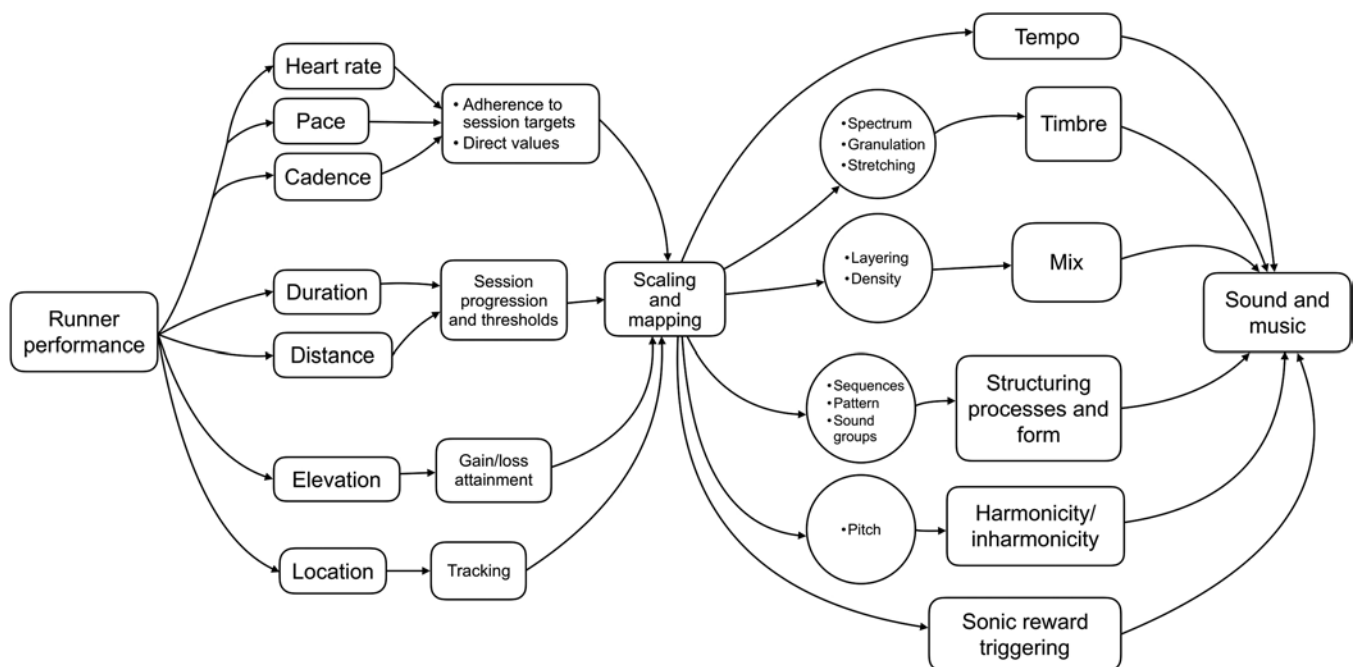 Runner
performance
Heart rate
Pace
Cadence
Duration
Distance
Elevation
Location
• Adherence to
session targets
• Direct values
Session
progression
and thresholds
Gain/loss
attainment
Tracking
Scaling
and
mapping
• Spectrum
• Granulation
• Stretching
• Layering
• Density
• Sequences
• Pattern
• Sound
groups
• Pitch
Tempo
Timbre
Mix
Structuring
processes and
form
Harmonicity/
inharmonicity
Sonic reward
triggering
Sound and
music